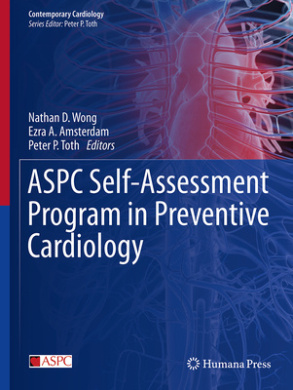 Contemporary Cardiology
Series Editor: Peter P. Toth
Nathan D. Wong
Ezra A. Amsterdam
Peter P. Toth Editors
ASPC Self-Assessment
Program in Preventive
Cardiology
ASPC
Humana Press